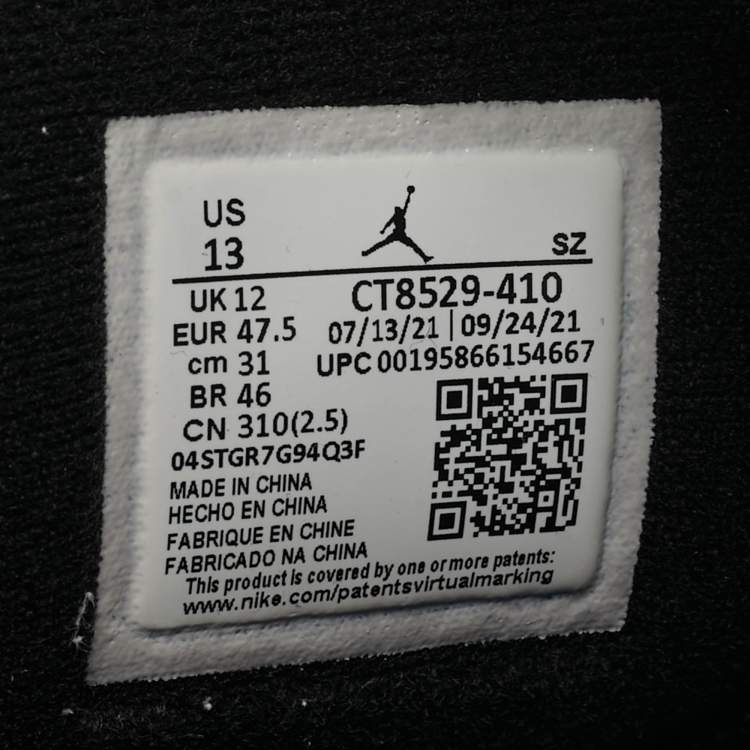 US
13
SZ
UK 12
CT8529-410
EUR 47.5
07/13/21 | 09/24/21
cm 31
UPC 00195866154667
BR 46
CN 310(2.5)
04STGR7G94Q3F
MADE IN CHINA
HECHO EN CHINA
FABRIQUE EN CHINE
FABRICADO NA CHINA
This product is covered by one or more patents:
www.nike.com/patentsvirtualmarking